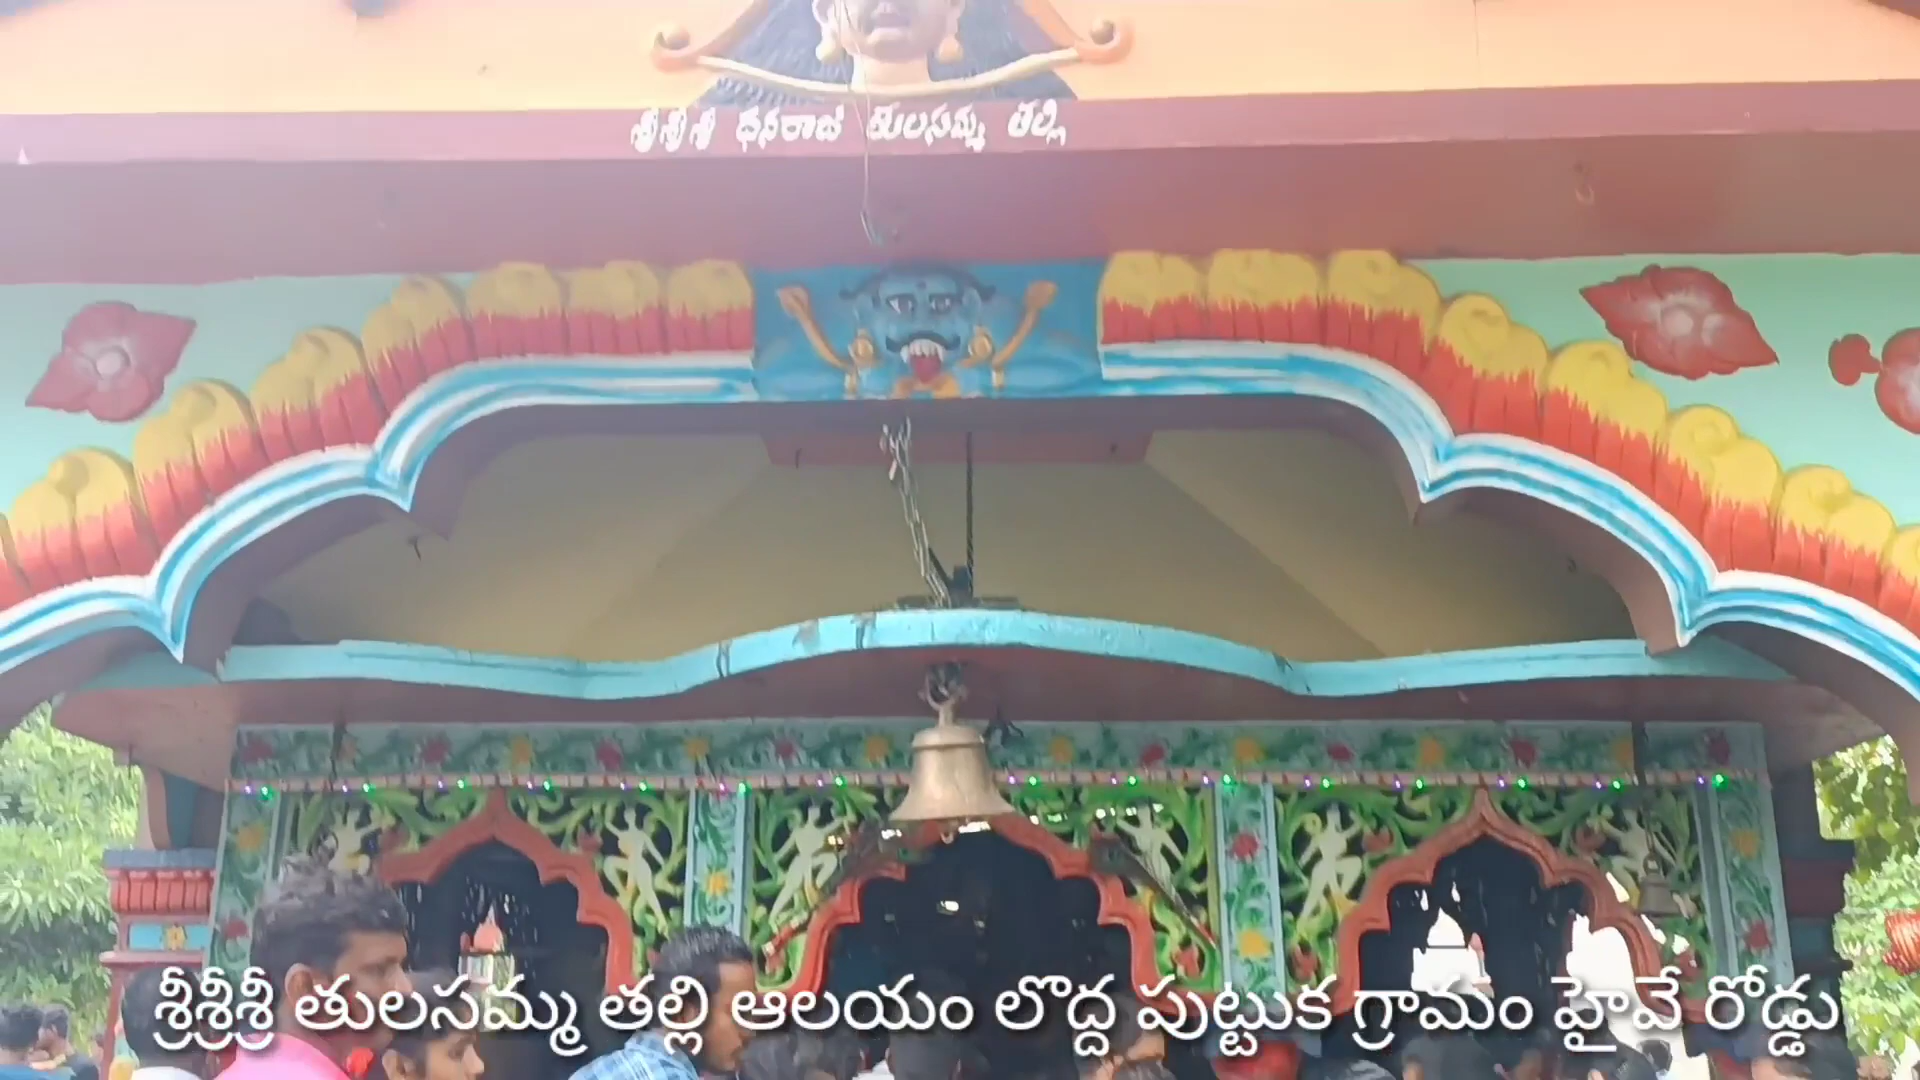 శ్రీశ్రీశ్రీ ధనరాజ తులసమ్మ తల్లి
శ్రీశ్రీశ్రీ తులసమ్మ తల్లి ఆలయం లొద్ద పుట్టుక గ్రామం హైవే రోడ్డు